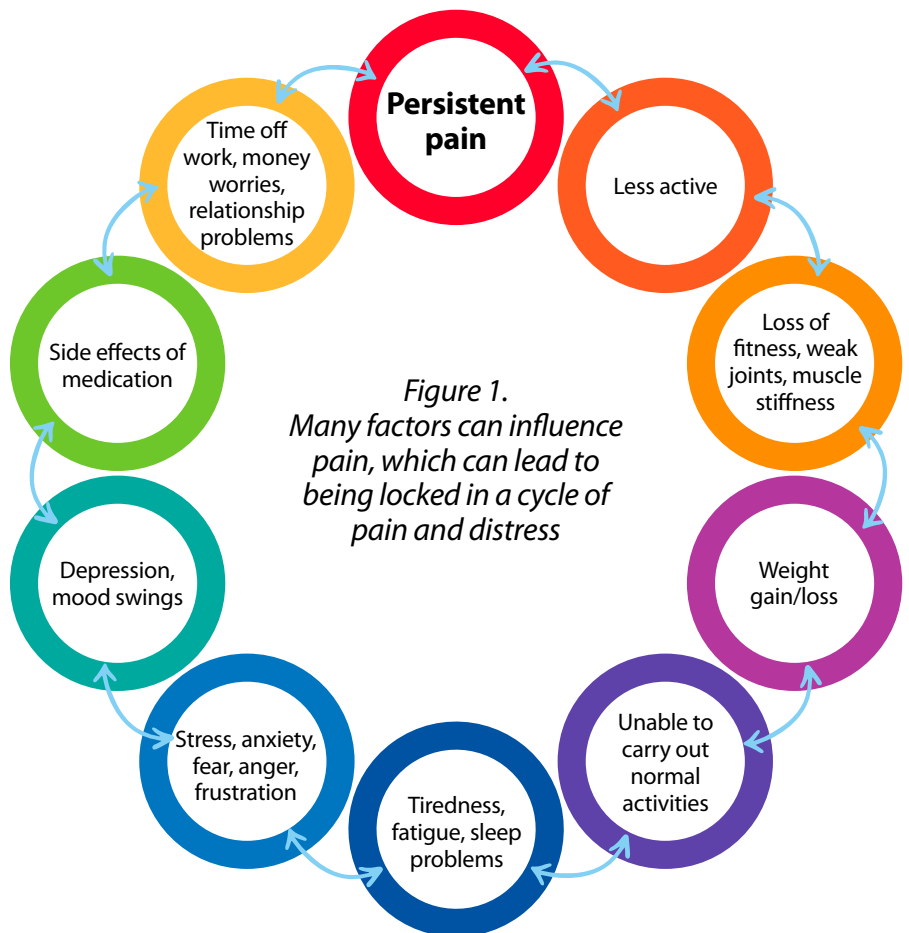 Persistent
pain
Less active
Loss of
fitness, weak
joints, muscle
stiffness
Weight
gain/loss
Unable to
carry out
normal
activities
Tiredness,
fatigue, sleep
problems
Stress, anxiety,
fear, anger,
frustration
Depression,
mood swings
Side effects of
medication
Time off
work, money
worries,
relationship
problems
Figure 1.
Many factors can influence
pain, which can lead to
being locked in a cycle of
pain and distress